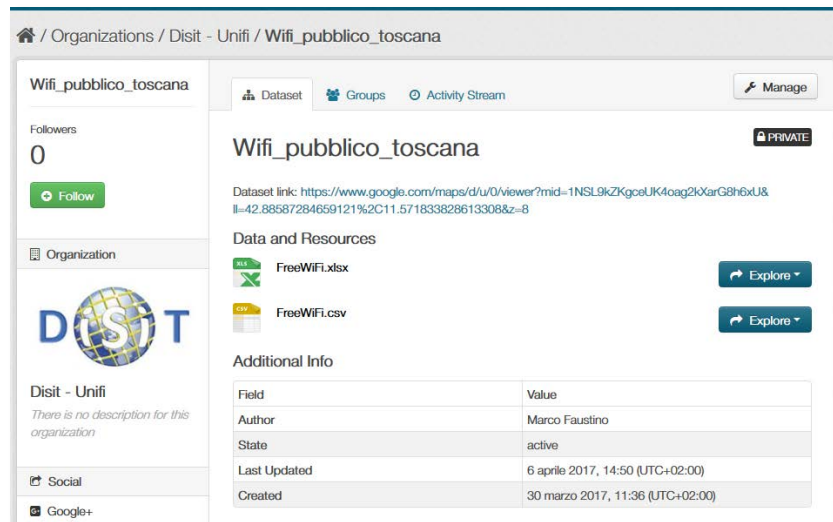 / Organizations / Disit - Unifi / Wifi_pubblico_toscana
Wifi_pubblico_toscana
Followers
0
Follow
Organization
DISIT
Disit - Unifi
There is no description for this
organization
Social
Google+
Dataset
Groups
Activity Stream
Manage
PRIVATE
Wifi_pubblico_toscana
Dataset link: https://www.google.com/maps/d/u/0/viewer?mid=1NSL9kZKgceUK4oag2kXarG8h6xU&
ll=42.88587284659121%2C11.571833828613308&z=8
Data and Resources
XLS
FreeWiFi.xlsx
Explore
CSV
FreeWiFi.csv
Explore
Additional Info
Field Value
Author Marco Faustino
State active
Last Updated 6 aprile 2017, 14:50 (UTC+02:00)
Created 30 marzo 2017, 11:36 (UTC+02:00)